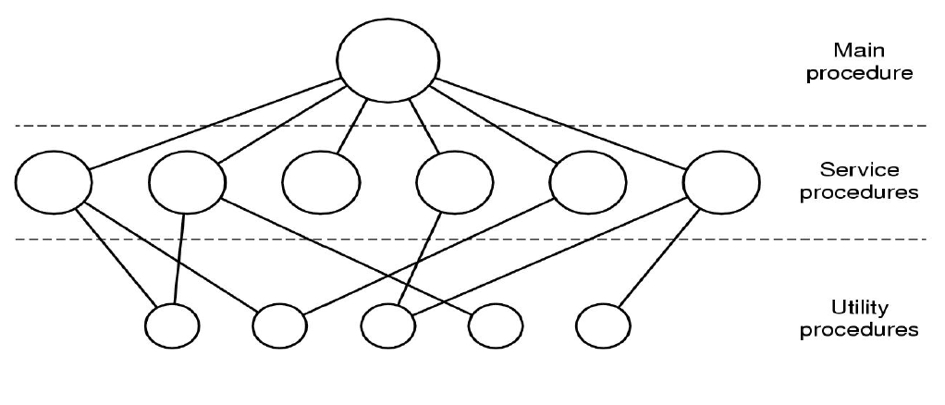 Main
procedure
Service
procedures
Utility
procedures